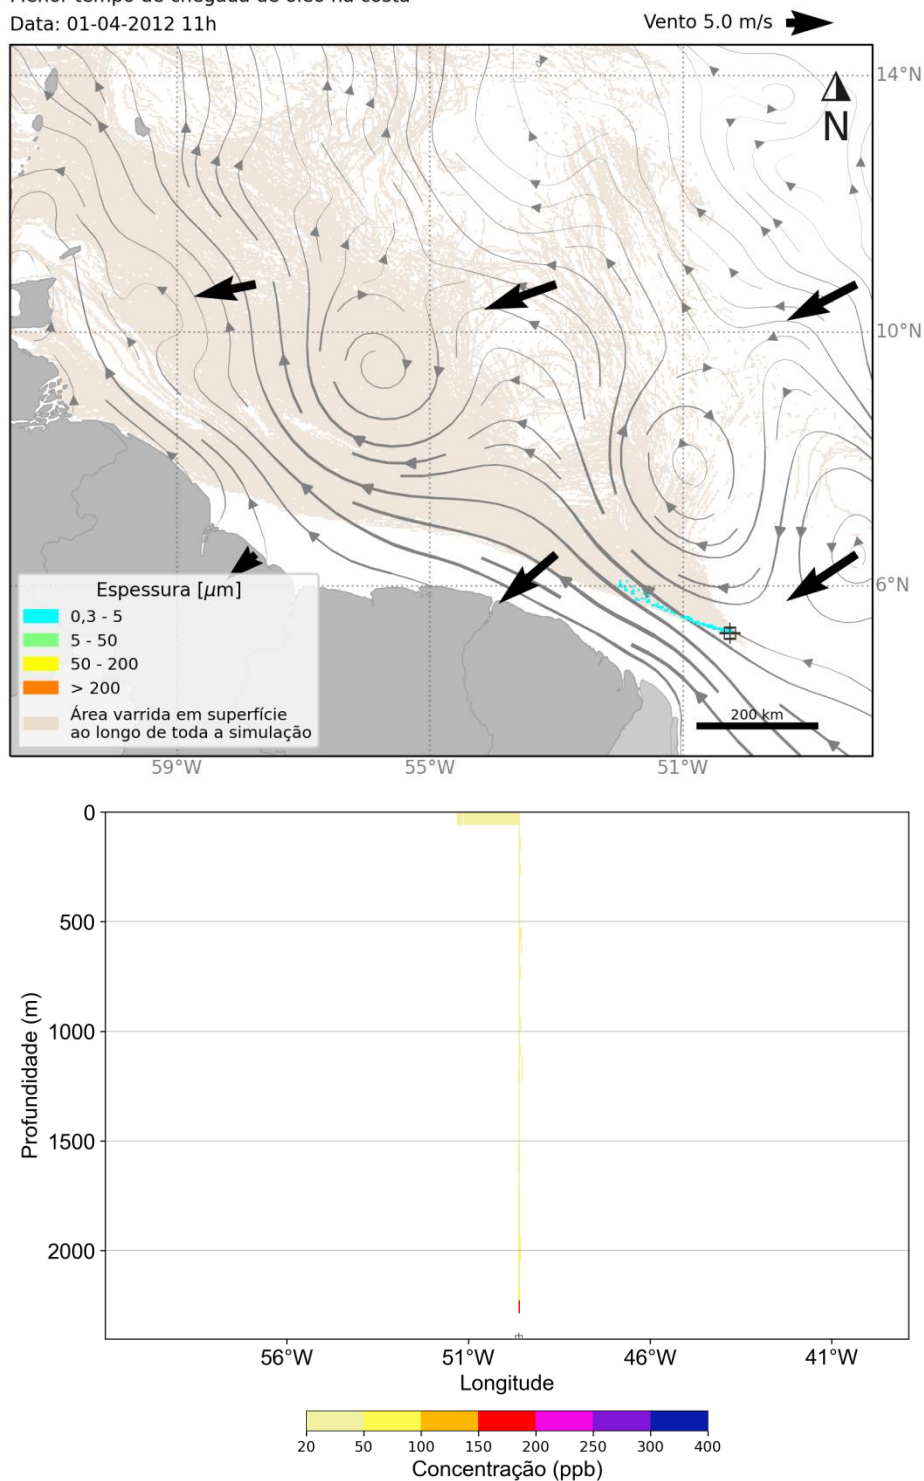 Menor tempo de chegada de óleo na costa
Data: 01-04-2012 11h
Vento 5.0 m/s
14°N
N
10°N
6°N
Espessura [µm]
0,3 - 5
5 - 50
50 - 200
> 200
Área varrida em superfície
ao longo de toda a simulação
200 km
59°W
55°W
51°W
0
500
1000
1500
2000
Profundidade (m)
56°W
51°W
46°W
41°W
Longitude
20
50
100
150
200
250
300
400
Concentração (ppb)